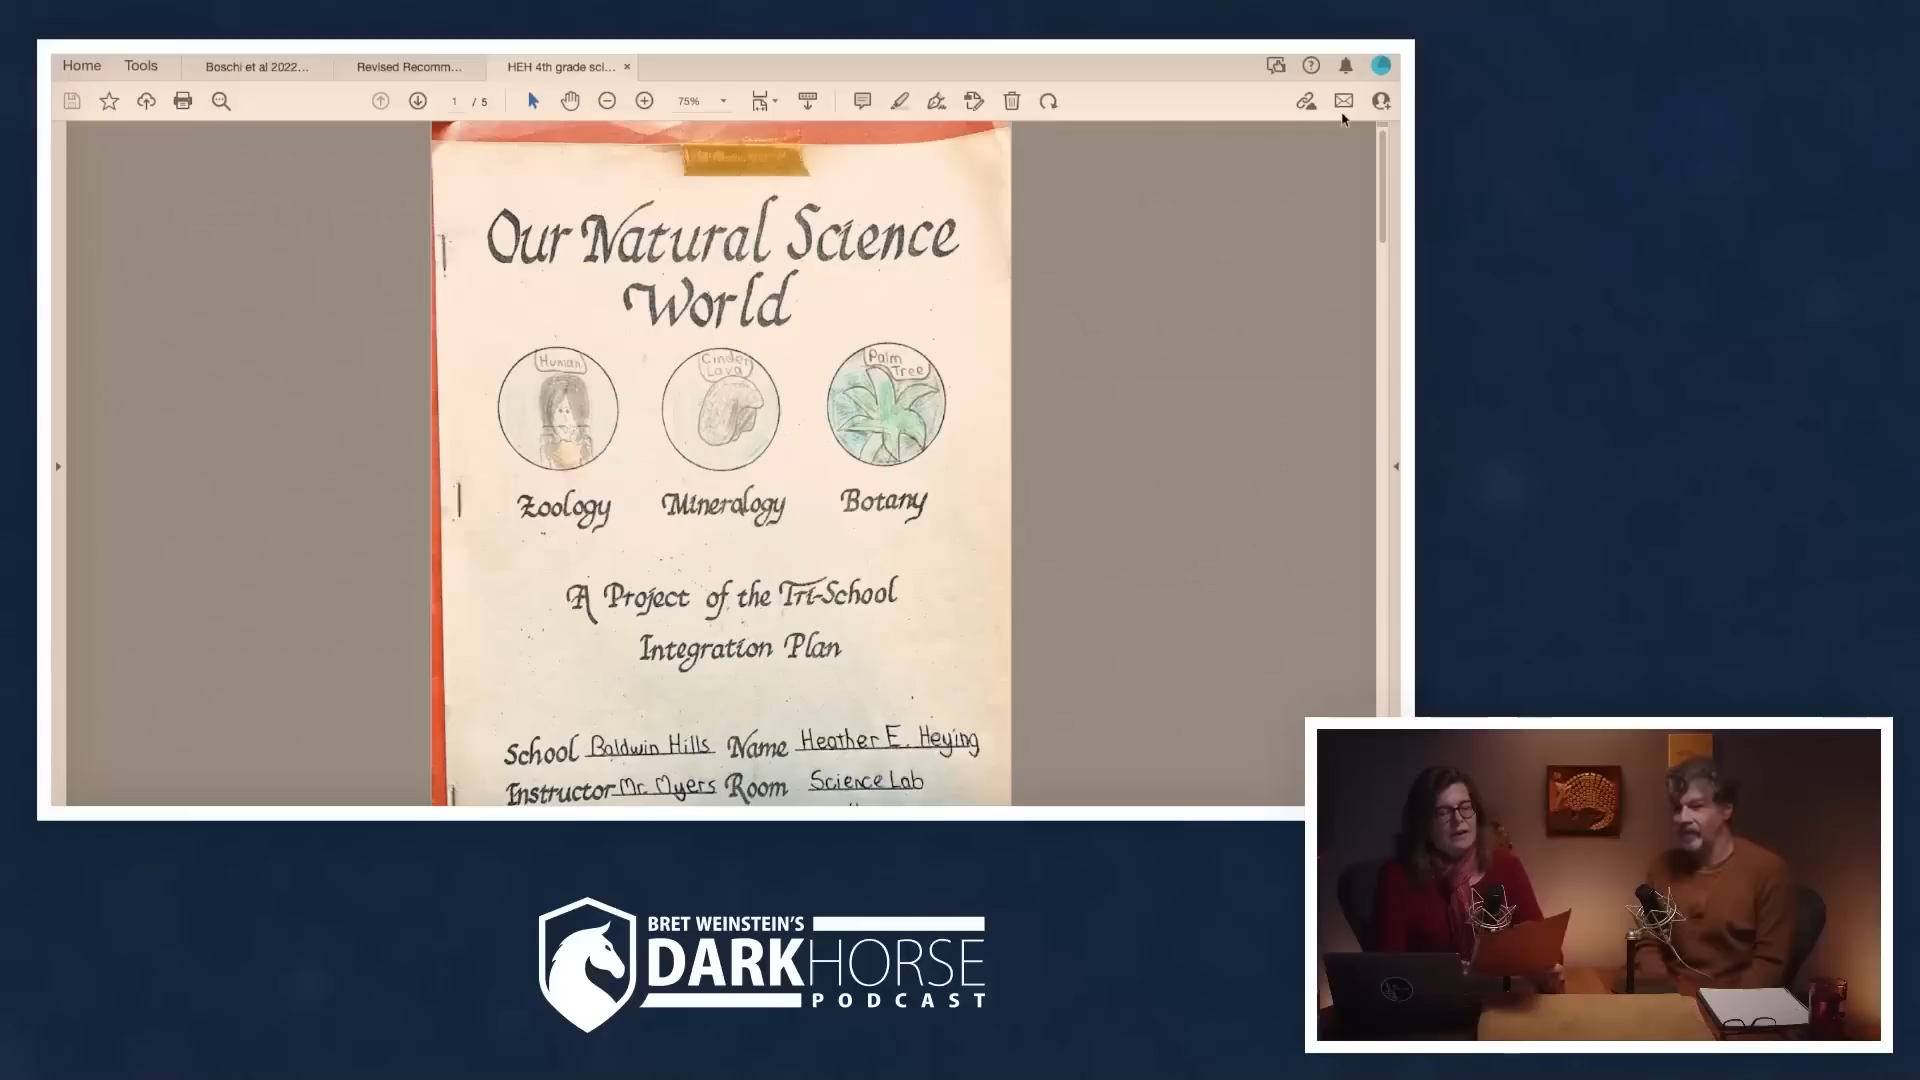 Home Tools Boschi et al 2022... Revised Recomm... HEH 4th grade sci... ×
1 / 5 75%
Our Natural Science
World
Human
Cinder
Lava
Palm
Tree
Zoology Mineralogy Botany
A Project of the Tri-School
Integration Plan
School Baldwin Hills Name Heather E. Heying
Instructor Mr. Myers Room Science Lab
BRET WEINSTEIN'S
DARKHORSE
PODCAST